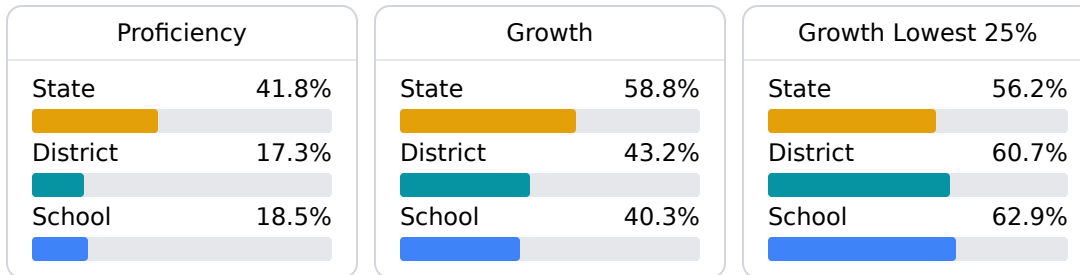 Proficiency
State 41.8%
District 17.3%
School 18.5%
Growth
State 58.8%
District 43.2%
School 40.3%
Growth Lowest 25%
State 56.2%
District 60.7%
School 62.9%